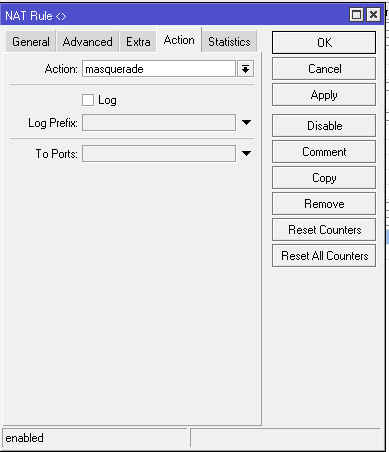 NAT Rule <>
General Advanced Extra Action Statistics
OK
Action: masquerade
Cancel
Log
Apply
Log Prefix:
Disable
To Ports:
Comment
Copy
Remove
Reset Counters
Reset All Counters
enabled